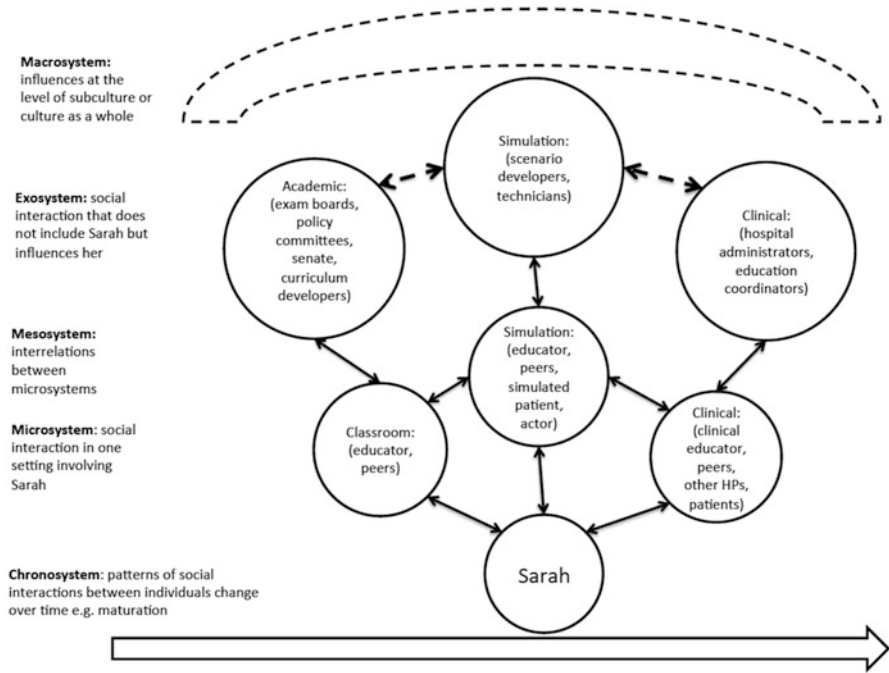 Macrosystem:
influences at the
level of subculture or
culture as a whole
Simulation:
(scenario
developers,
technicians)
Exosystem: social
interaction that does
not include Sarah but
influences her
Academic:
(exam boards,
policy
committees,
senate,
curriculum
developers)
Clinical:
(hospital
administrators,
education
coordinators)
Mesosystem:
interrelations
between
microsystems
Simulation:
(educator,
peers,
simulated
patient,
actor)
Microsystem: social
interaction in one
setting involving
Sarah
Classroom:
(educator,
peers)
Clinical:
(clinical
educator,
peers,
other HPs,
patients)
Sarah
Chronosystem: patterns of social
interactions between individuals change
over time e.g. maturation